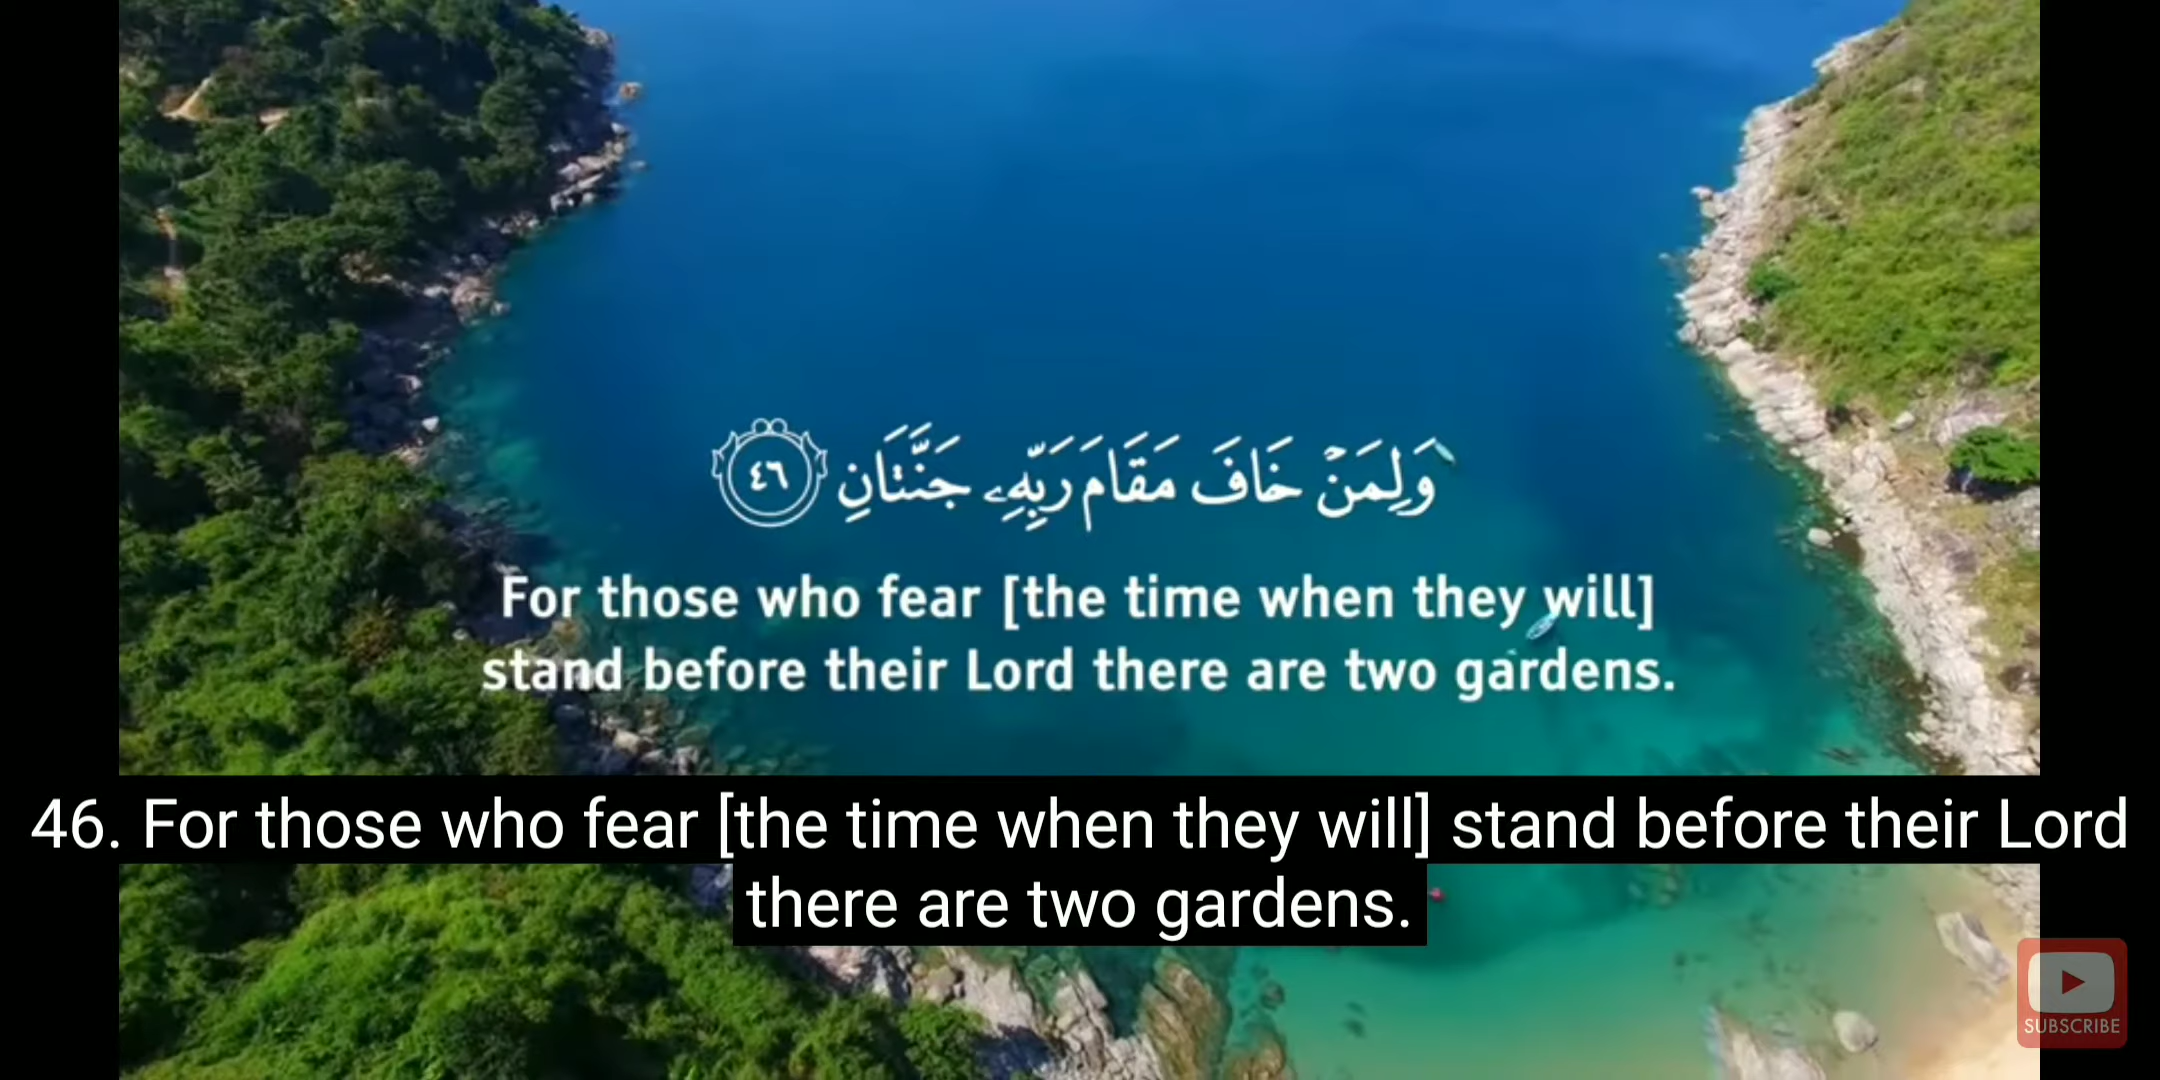 وَلِمَنْ خَافَ مَقَامَ رَبِّهِۦ جَنَّتَانِ ٤٦
For those who fear [the time when they will]
stand before their Lord there are two gardens.
46. For those who fear [the time when they will] stand before their Lord
there are two gardens.
SUBSCRIBE